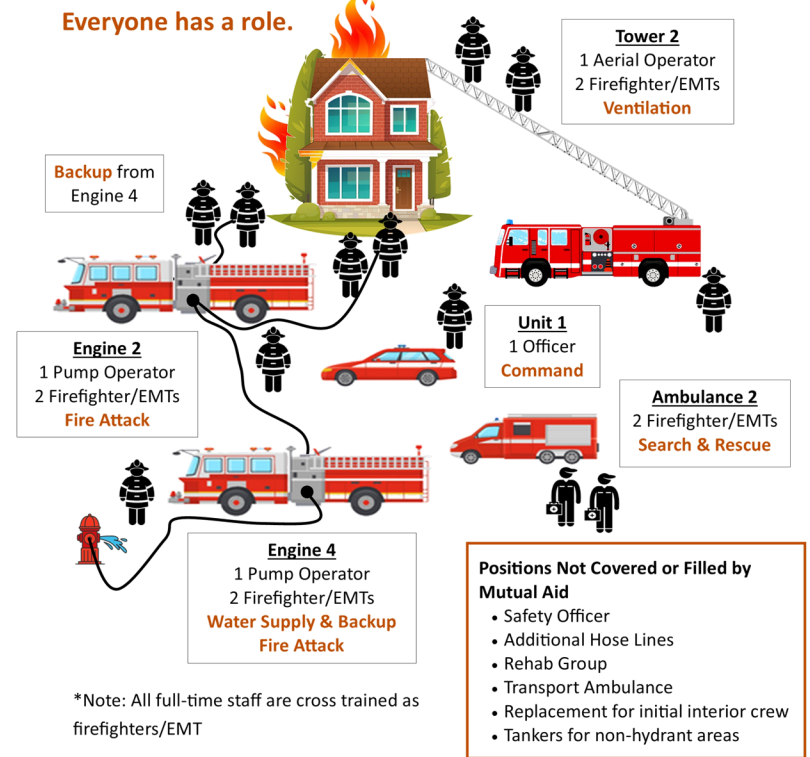 Everyone has a role.
Tower 2
1 Aerial Operator
2 Firefighter/EMTs
Ventilation
Backup from
Engine 4
Engine 2
1 Pump Operator
2 Firefighter/EMTs
Fire Attack
Unit 1
1 Officer
Command
Ambulance 2
2 Firefighter/EMTs
Search & Rescue
Engine 4
1 Pump Operator
2 Firefighter/EMTs
Water Supply & Backup
Fire Attack
Positions Not Covered or Filled by
Mutual Aid
• Safety Officer
• Additional Hose Lines
• Rehab Group
• Transport Ambulance
• Replacement for initial interior crew
• Tankers for non-hydrant areas
*Note: All full-time staff are cross trained as
firefighters/EMT